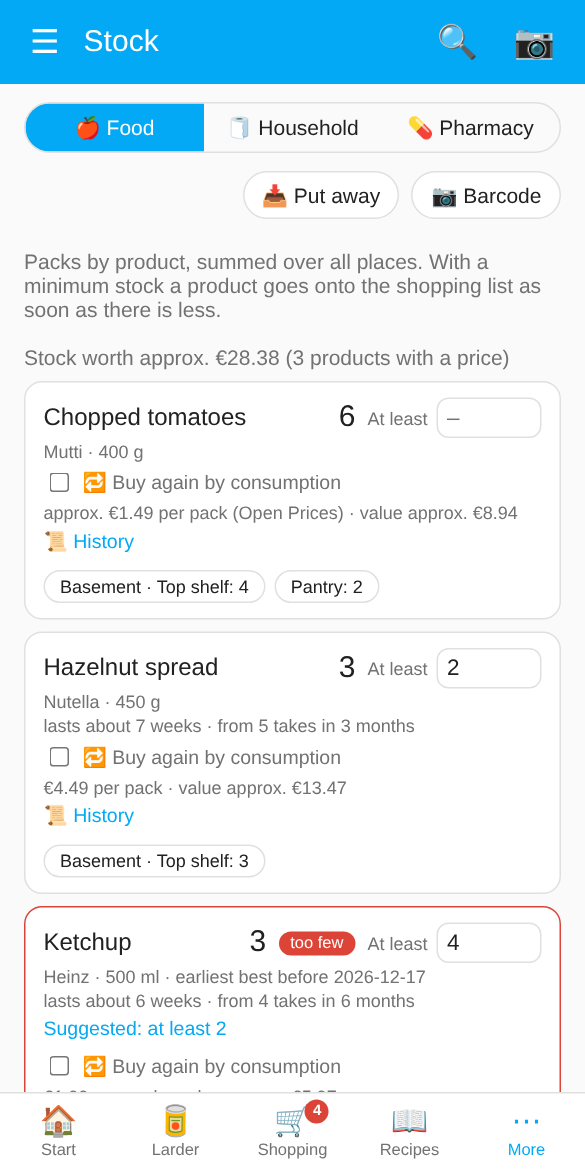 Stock
Food
Household
Pharmacy
Put away
Barcode
Packs by product, summed over all places. With a
minimum stock a product goes onto the shopping list as
soon as there is less.
Stock worth approx. €28.38 (3 products with a price)
Chopped tomatoes 6 At least –
Mutti · 400 g
Buy again by consumption
approx. €1.49 per pack (Open Prices) · value approx. €8.94
History
Basement · Top shelf: 4
Pantry: 2
Hazelnut spread 3 At least 2
Nutella · 450 g
lasts about 7 weeks · from 5 takes in 3 months
Buy again by consumption
€4.49 per pack · value approx. €13.47
History
Basement · Top shelf: 3
Ketchup 3 too few At least 4
Heinz · 500 ml · earliest best before 2026-12-17
lasts about 6 weeks · from 4 takes in 6 months
Suggested: at least 2
Buy again by consumption
4
Start
Larder
Shopping
Recipes
More